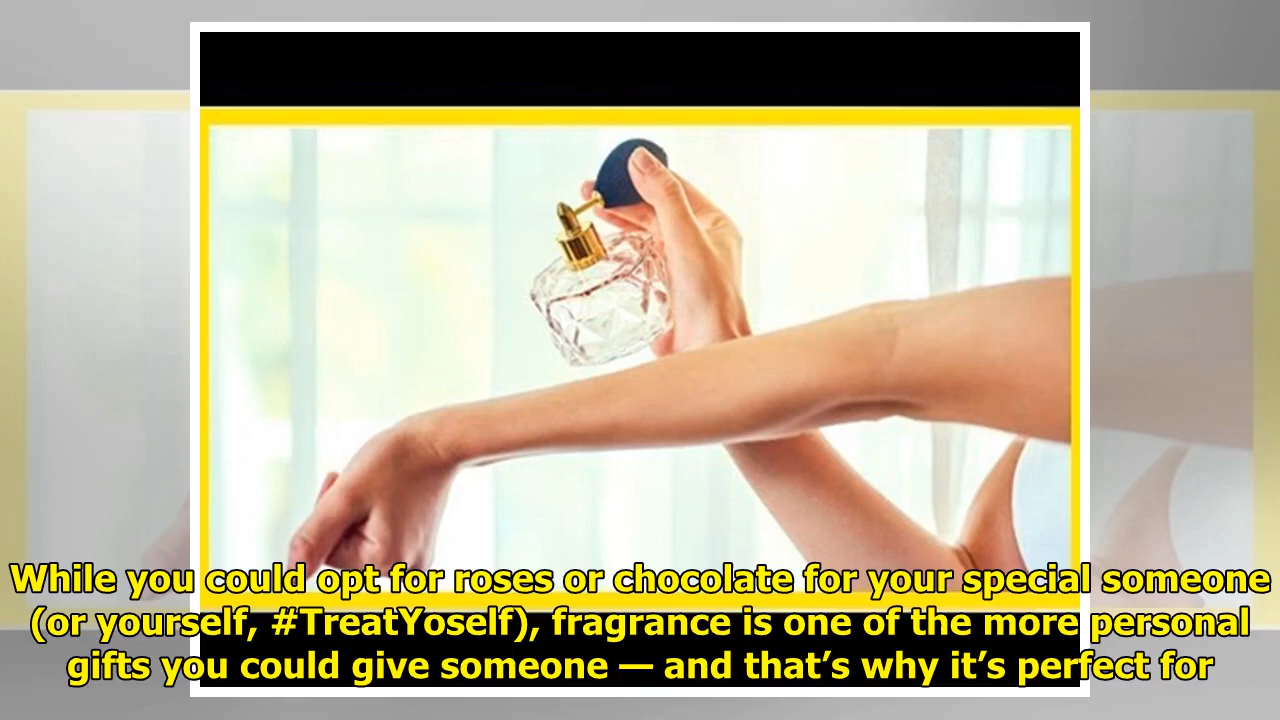 While you could opt for roses or chocolate for your special someone
(or yourself, #TreatYoself), fragrance is one of the more personal
gifts you could give someone — and that’s why it’s perfect for